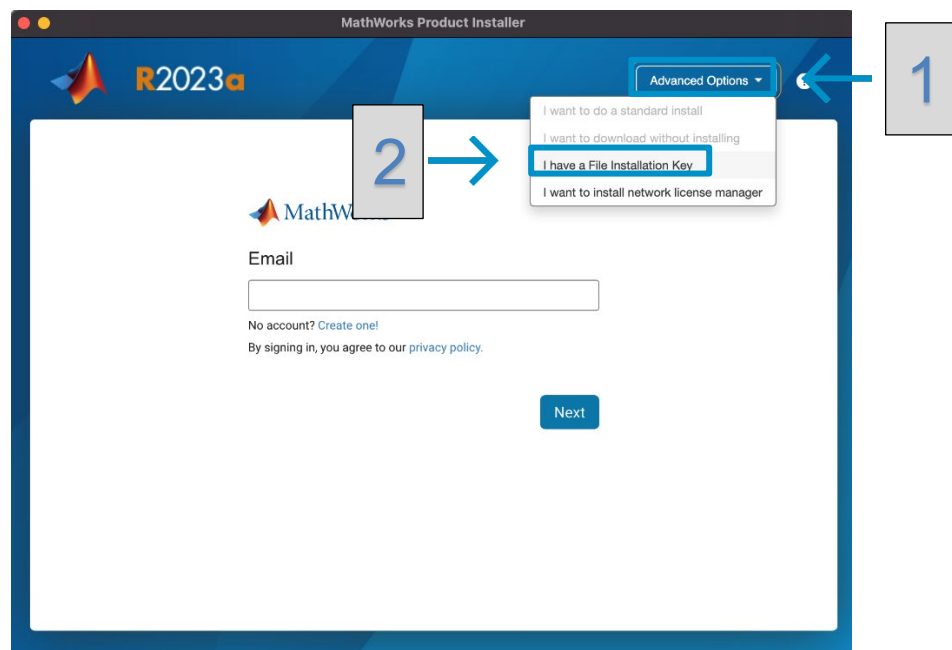 MathWorks Product Installer
R2023a
Advanced Options
1
I want to do a standard install
I want to download without installing
2
I have a File Installation Key
I want to install network license manager
Email
No account? Create one!
By signing in, you agree to our privacy policy.
Next